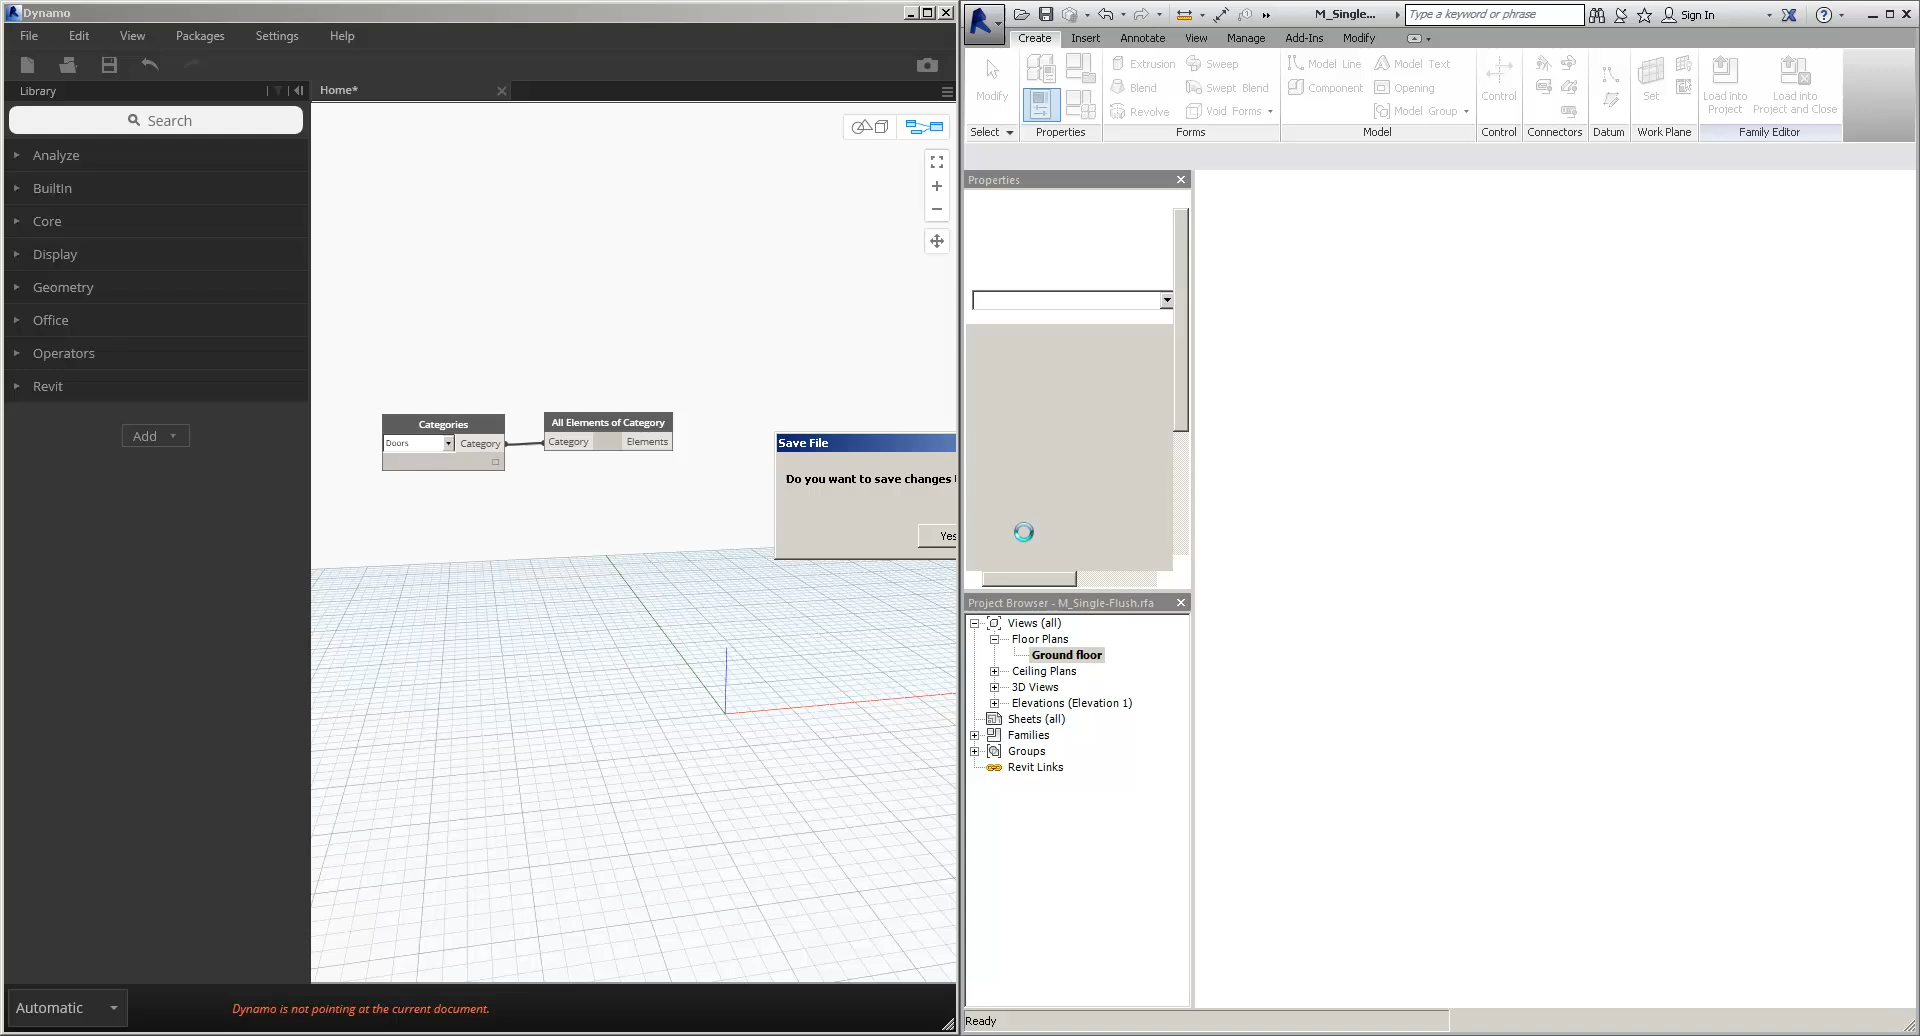 Dynamo
File Edit View Packages Settings Help
Library
Home*
Search
Analyze
BuiltIn
Core
Display
Geometry
Office
Operators
Revit
Add
Categories
Doors Category
All Elements of Category
Category Elements
Save File
Do you want to save changes
Yes
Automatic
Dynamo is not pointing at the current document.
M_Single...
Type a keyword or phrase
Sign In
Create Insert Annotate View Manage Add-Ins Modify
Modify
Extrusion Sweep
Blend Swept Blend
Revolve Void Forms
Model Line Model Text
Component Opening
Model Group
Control
Set
Load into Project
Load into Project and Close
Select Properties Forms Model Control Connectors Datum Work Plane Family Editor
Properties
Project Browser - M_Single-Flush.rfa
Views (all)
Floor Plans
Ground floor
Ceiling Plans
3D Views
Elevations (Elevation 1)
Sheets (all)
Families
Groups
Revit Links
Ready